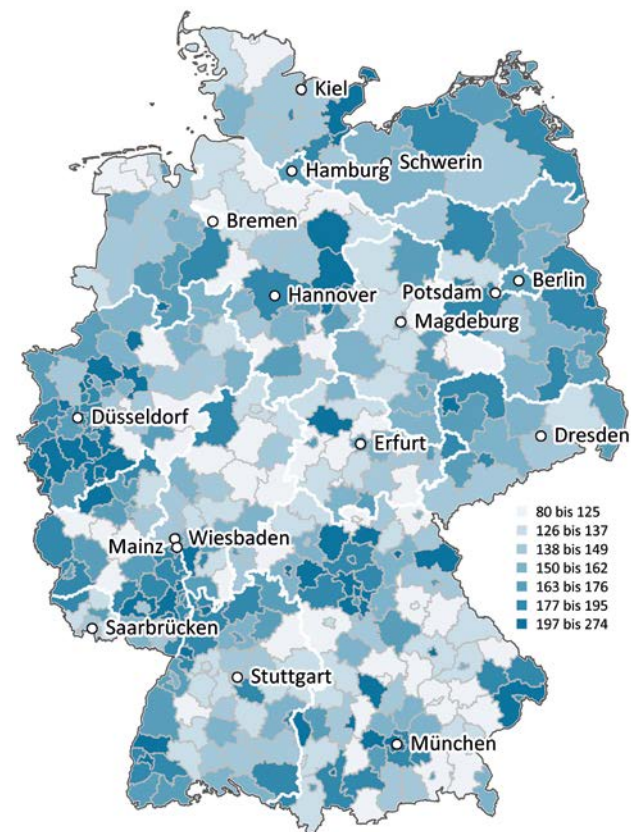 Kiel
Hamburg
Schwerin
Bremen
Hannover
Potsdam
Berlin
Magdeburg
Düsseldorf
Erfurt
Dresden
Wiesbaden
Mainz
Saarbrücken
Stuttgart
München
80 bis 125
126 bis 137
138 bis 149
150 bis 162
163 bis 176
177 bis 195
197 bis 274